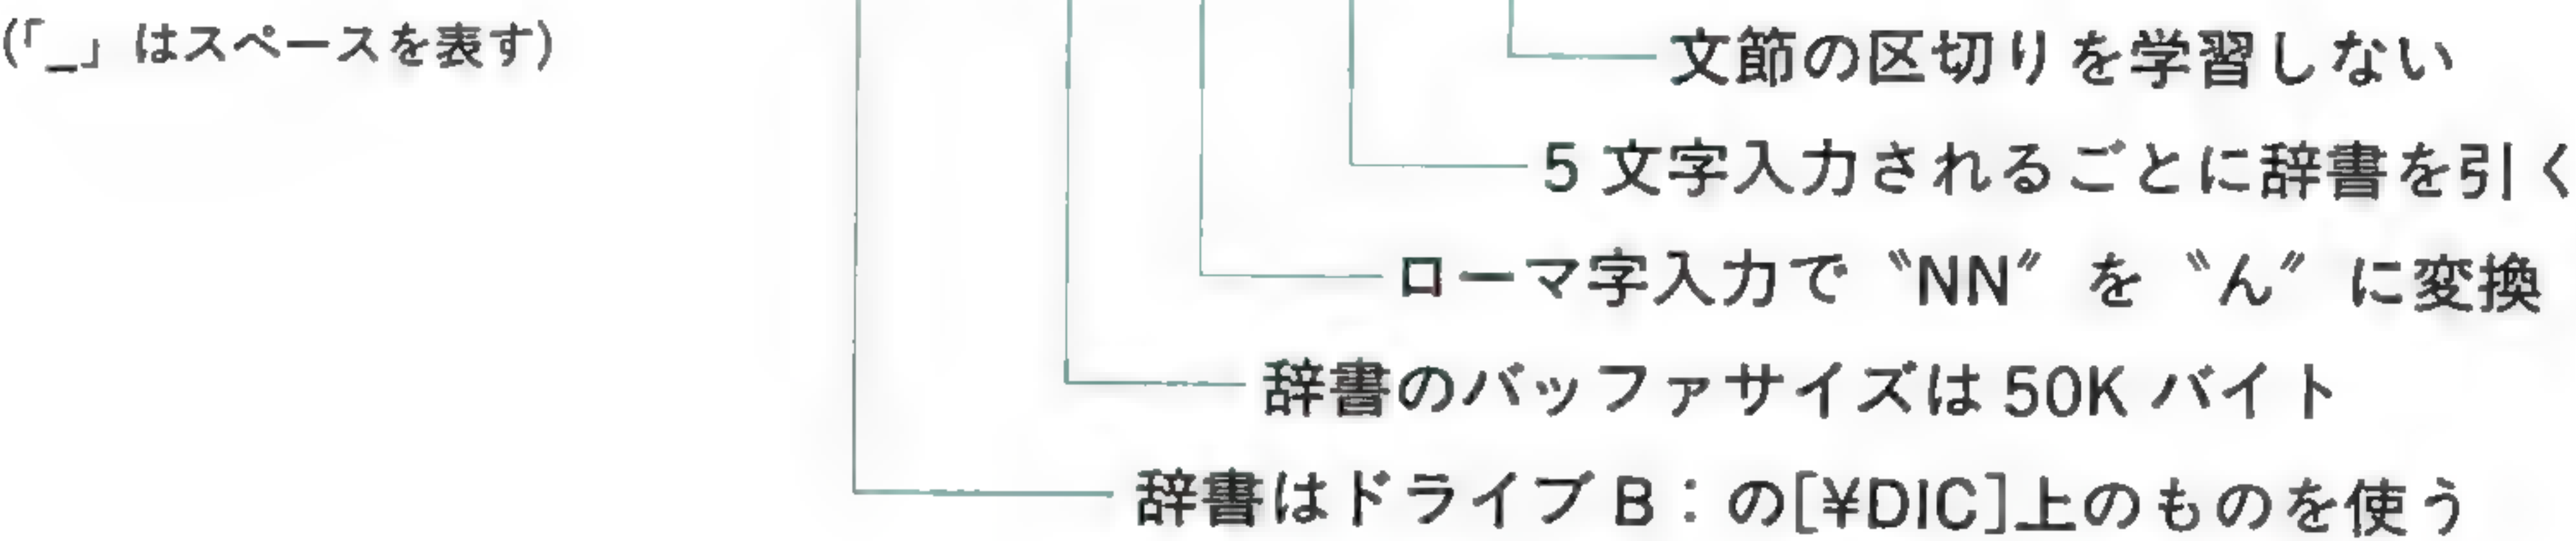 (「_」はスペースを表す)
文節の区切りを学習しない
5文字入力されるごとに辞書を引く
ローマ字入力で〝NN〞を〝ん〞に変換
辞書のバッファサイズは50Kバイト
辞書はドライブB:の[¥DIC]上のものを使う